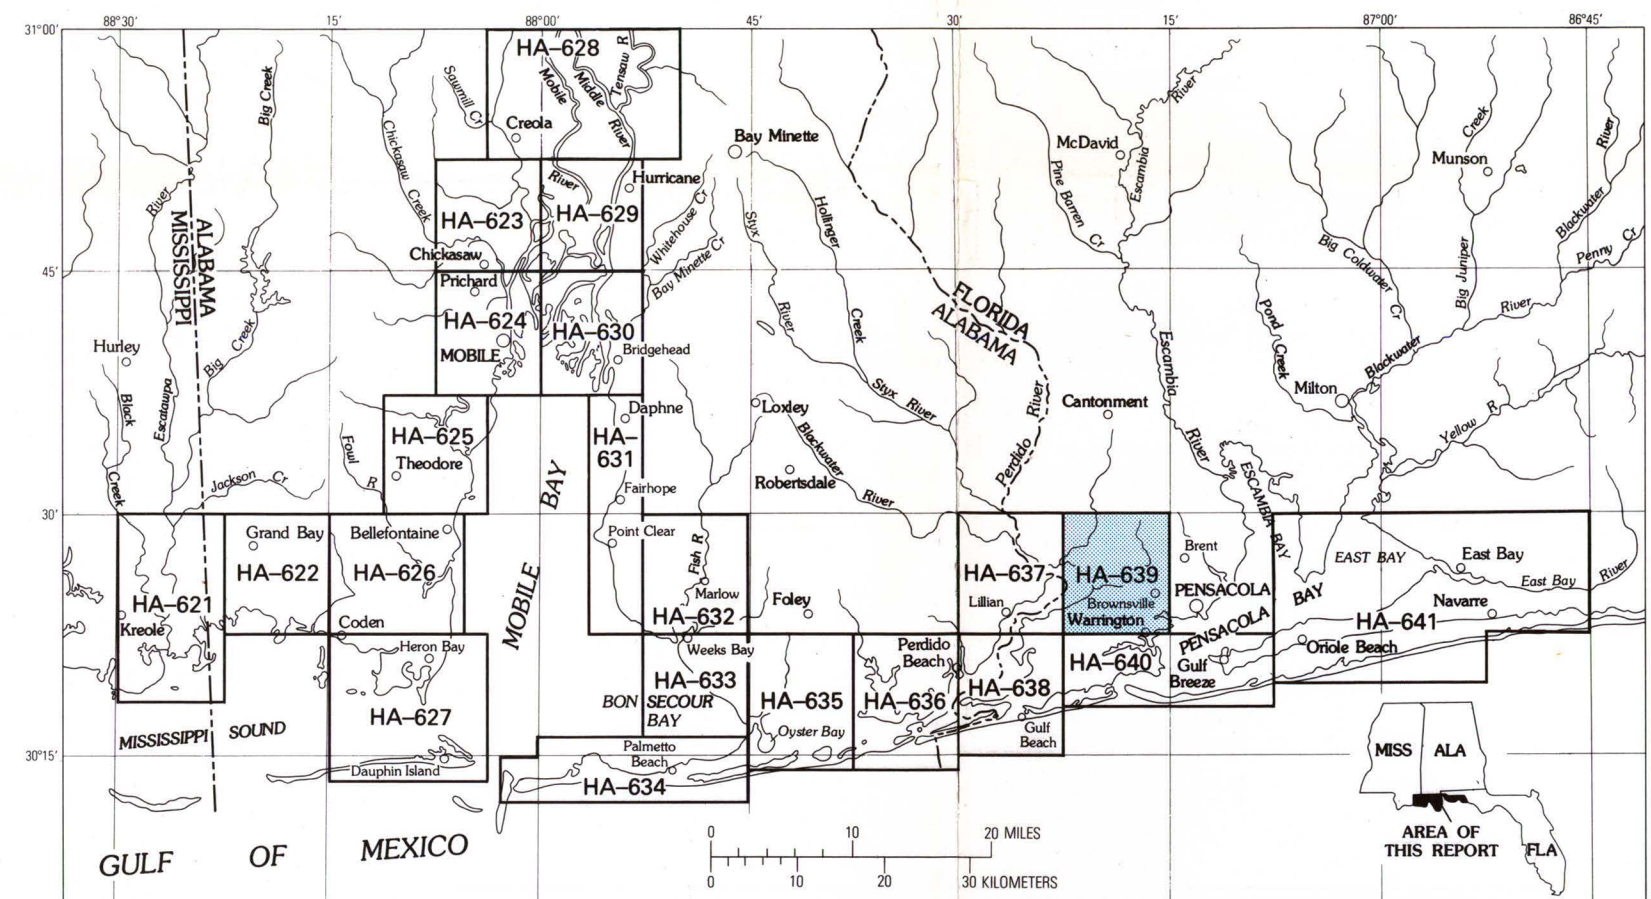 88°30'
15'
88°00'
45'
30'
15'
87°00'
86°45'
31°00'
45'
30'
30°15'
HA–628
Mobile
Middle
River
Tensaw R
Sawmill Cr
Creola
Big Creek
Chickasaw Creek
River
ALABAMA
MISSISSIPPI
Bay Minette
McDavid
River
Escambia
Pine Barren Cr
Munson
Creek
River
Blackwater
Penny Cr
Big Juniper
Big Coldwater Cr
River
Hurricane
River
HA–623
HA–629
Whitehouse Cr
Bay Minette Cr
Styx
River
Hollinger
Creek
Chickasaw
Prichard
HA–624
HA–630
MOBILE
Bridgehead
FLORIDA
ALABAMA
Hurley
Big Creek
Black
Creek
Escatawpa
Pond Creek
Escambia
River
Blackwater
Milton
Yellow R
Cantonment
Perdido
River
Styx River
Loxley
Blackwater
River
Robertsdale
Daphne
HA–
631
Fairhope
HA–625
Theodore
Fowl
R
Jackson Cr
BAY
ESCAMBIA BAY
Grand Bay
HA–622
Bellefontaine
HA–626
Point Clear
Fish R
Marlow
HA–632
Foley
HA–637
Lillian
HA–639
Brownsville
Warrington
Brent
PENSACOLA
PENSACOLA
BAY
EAST BAY
East Bay
East Bay River
Navarre
HA–641
Oriole Beach
HA–621
Kreole
Coden
Heron Bay
HA–627
MOBILE
Weeks Bay
HA–633
BON SECOUR
BAY
HA–635
Oyster Bay
Perdido
Beach
HA–636
HA–638
Gulf
Beach
HA–640
Gulf
Breeze
MISSISSIPPI SOUND
Dauphin Island
Palmetto
Beach
HA–634
GULF OF MEXICO
0 10 20 MILES
0 10 20 30 KILOMETERS
MISS
ALA
AREA OF
THIS REPORT
FLA